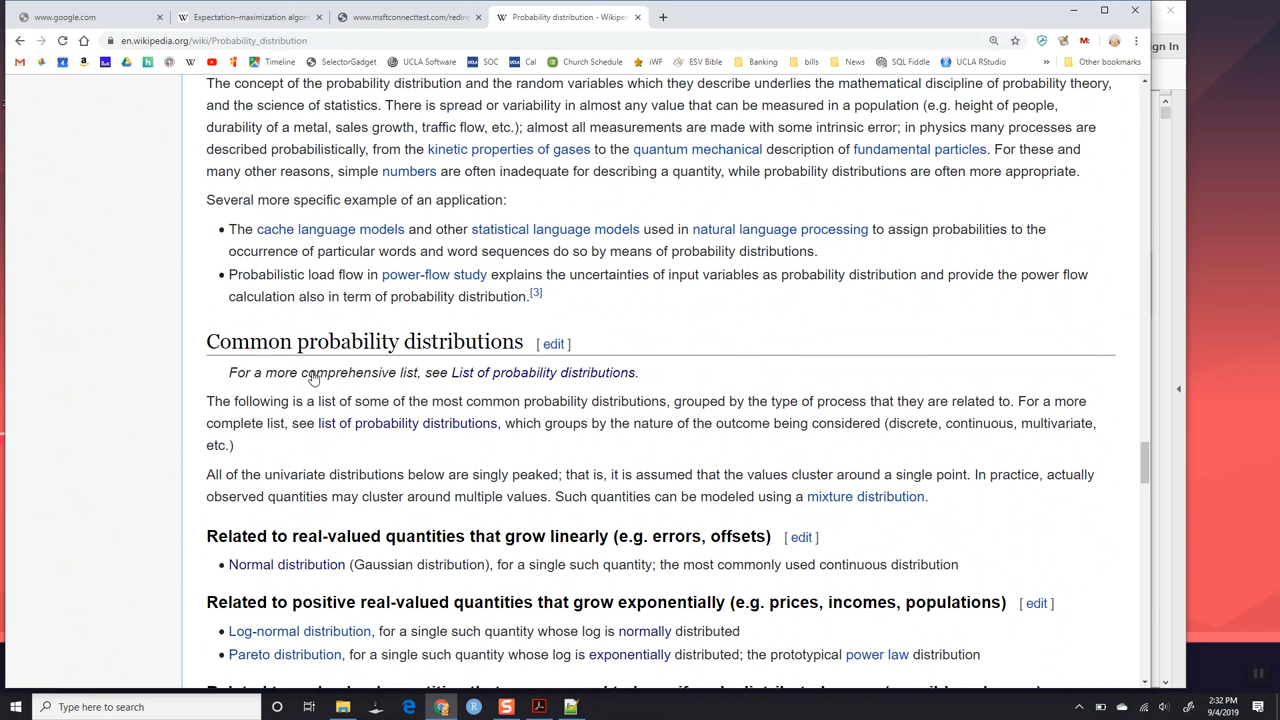 www.google.com
Expectation–maximization algor
www.msftconnecttest.com/redire
Probability distribution - Wikipe
en.wikipedia.org/wiki/Probability_distribution
Sign In
Timeline SelectorGadget UCLA Software SOC Cal Church Schedule iWF ESV Bible Banking bills News SQL Fiddle UCLA RStudio » Other bookmarks
The concept of the probability distribution and the random variables which they describe underlies the mathematical discipline of probability theory,
and the science of statistics. There is spread or variability in almost any value that can be measured in a population (e.g. height of people,
durability of a metal, sales growth, traffic flow, etc.); almost all measurements are made with some intrinsic error; in physics many processes are
described probabilistically, from the kinetic properties of gases to the quantum mechanical description of fundamental particles. For these and
many other reasons, simple numbers are often inadequate for describing a quantity, while probability distributions are often more appropriate.
Several more specific example of an application:
• The cache language models and other statistical language models used in natural language processing to assign probabilities to the
occurrence of particular words and word sequences do so by means of probability distributions.
• Probabilistic load flow in power-flow study explains the uncertainties of input variables as probability distribution and provide the power flow
calculation also in term of probability distribution.[3]
Common probability distributions [ edit ]
For a more comprehensive list, see List of probability distributions.
The following is a list of some of the most common probability distributions, grouped by the type of process that they are related to. For a more
complete list, see list of probability distributions, which groups by the nature of the outcome being considered (discrete, continuous, multivariate,
etc.)
All of the univariate distributions below are singly peaked; that is, it is assumed that the values cluster around a single point. In practice, actually
observed quantities may cluster around multiple values. Such quantities can be modeled using a mixture distribution.
Related to real-valued quantities that grow linearly (e.g. errors, offsets) [ edit ]
• Normal distribution (Gaussian distribution), for a single such quantity; the most commonly used continuous distribution
Related to positive real-valued quantities that grow exponentially (e.g. prices, incomes, populations) [ edit ]
• Log-normal distribution, for a single such quantity whose log is normally distributed
• Pareto distribution, for a single such quantity whose log is exponentially distributed; the prototypical power law distribution
Type here to search
2:32 PM
9/4/2019